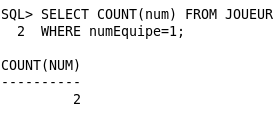 SQL> SELECT COUNT(num) FROM JOUEUR
  2  WHERE numEquipe=1;
COUNT(NUM)
----------
         2